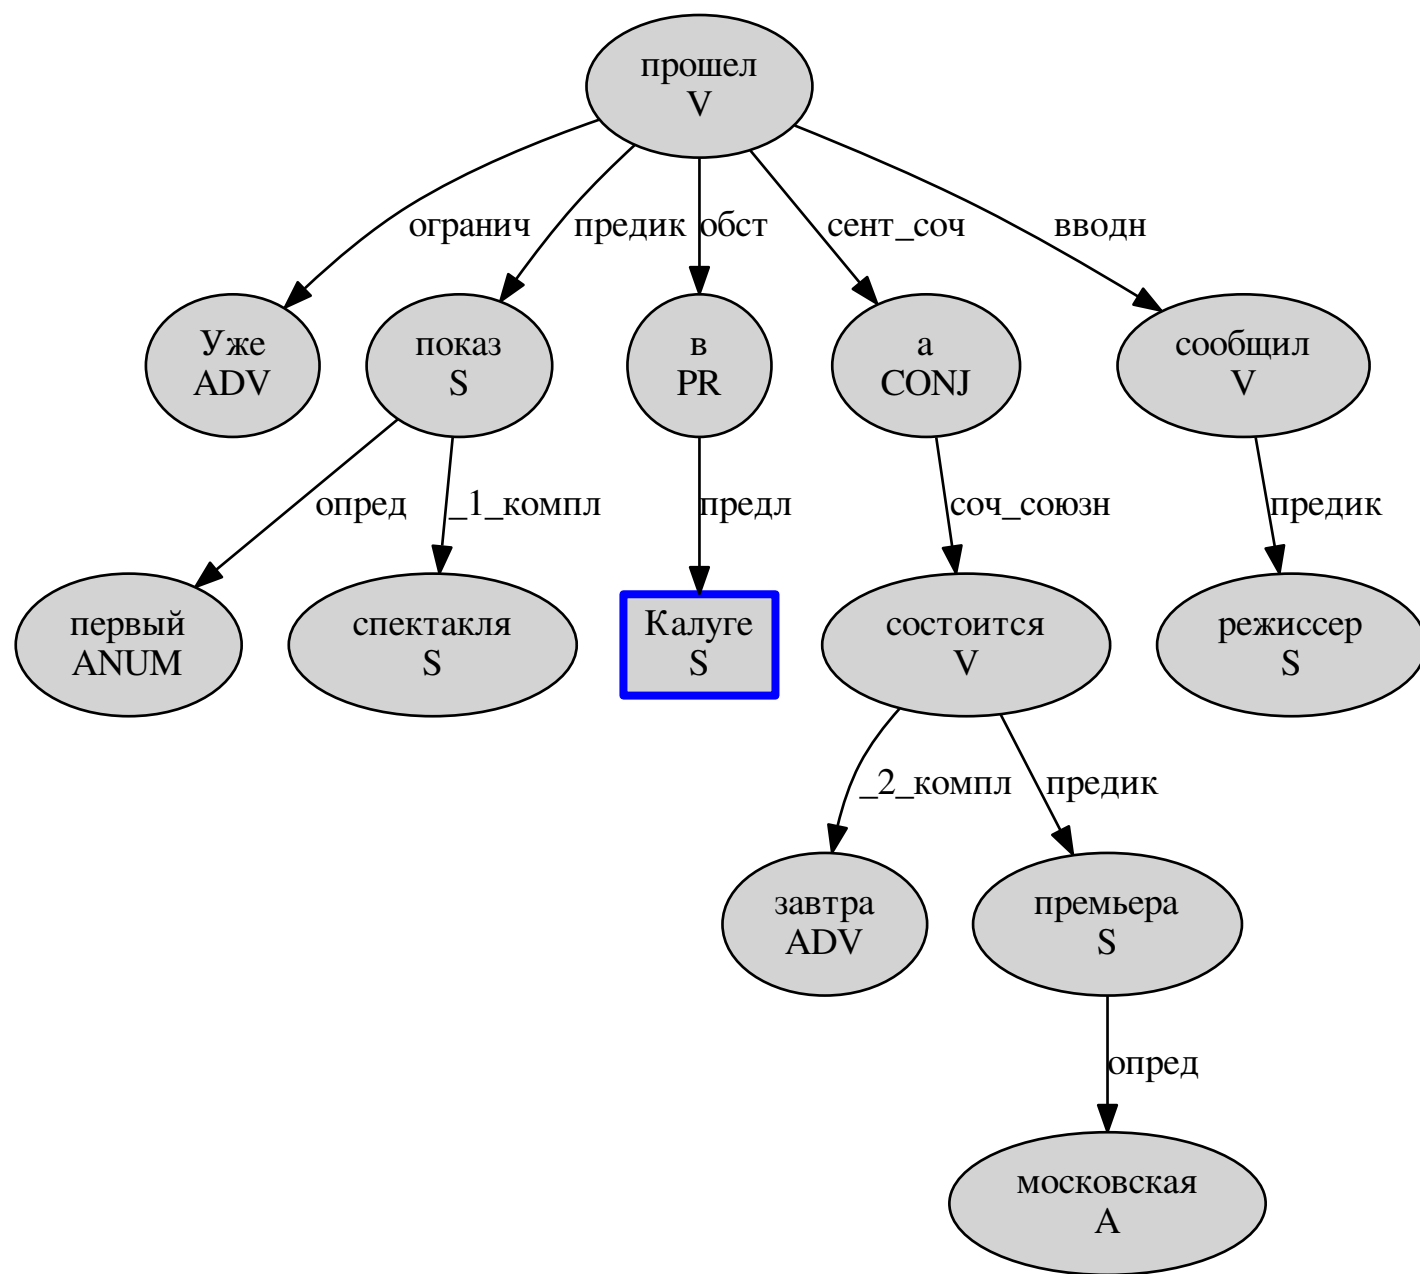 прошел
V
огранич
предик
обст
сент_соч
вводн
Уже
ADV
показ
S
в
PR
а
CONJ
сообщил
V
опред
_1_компл
предл
соч_союзн
предик
первый
ANUM
спектакля
S
Калуге
S
состоится
V
режиссер
S
_2_компл
предик
завтра
ADV
премьера
S
опред
московская
A